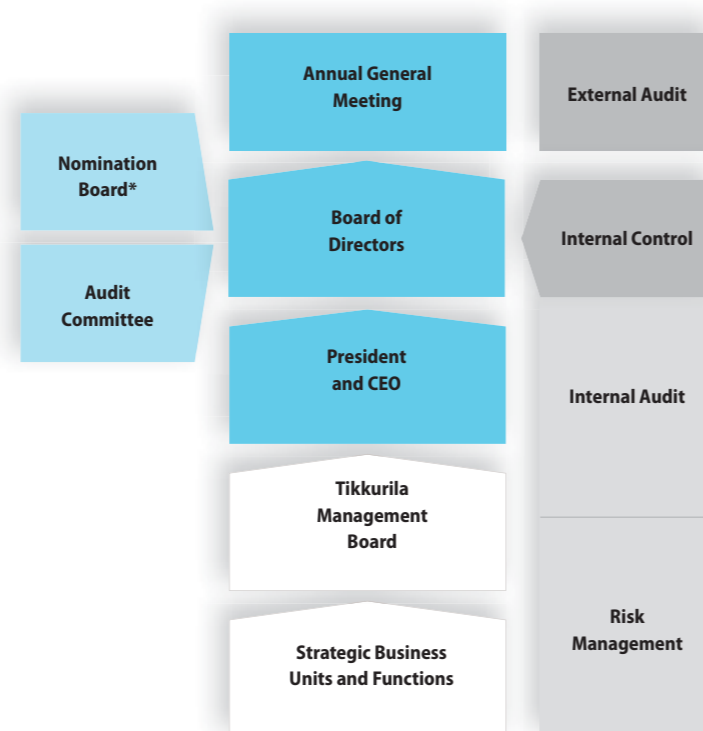 Annual General
Meeting
External Audit
Nomination
Board*
Board of
Directors
Internal Control
Audit
Committee
President
and CEO
Internal Audit
Tikkurila
Management
Board
Risk
Management
Strategic Business
Units and Functions